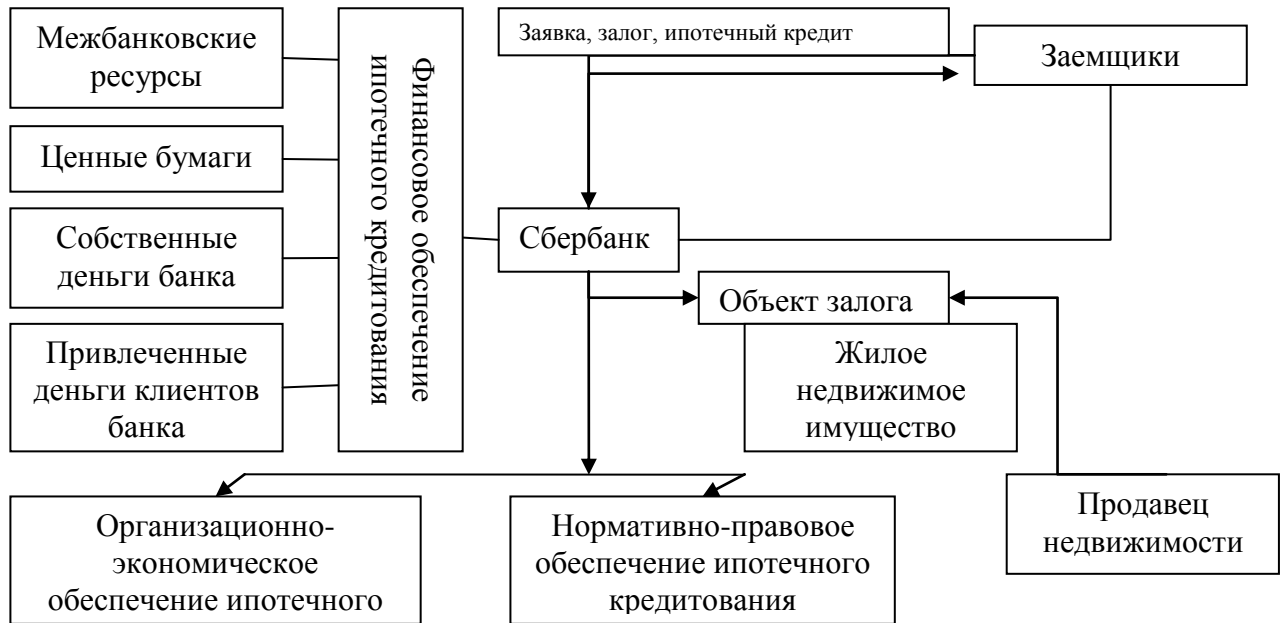 Межбанковские
ресурсы
Ценные бумаги
Собственные
деньги банка
Привлеченные
деньги клиентов
банка
Финансовое обеспечение
ипотечного кредитования
Заявка, залог, ипотечный кредит
Заемщики
Сбербанк
Объект залога
Жилое
недвижимое
имущество
Продавец
недвижимости
Организационно-
экономическое
обеспечение ипотечного
Нормативно-правовое
обеспечение ипотечного
кредитования